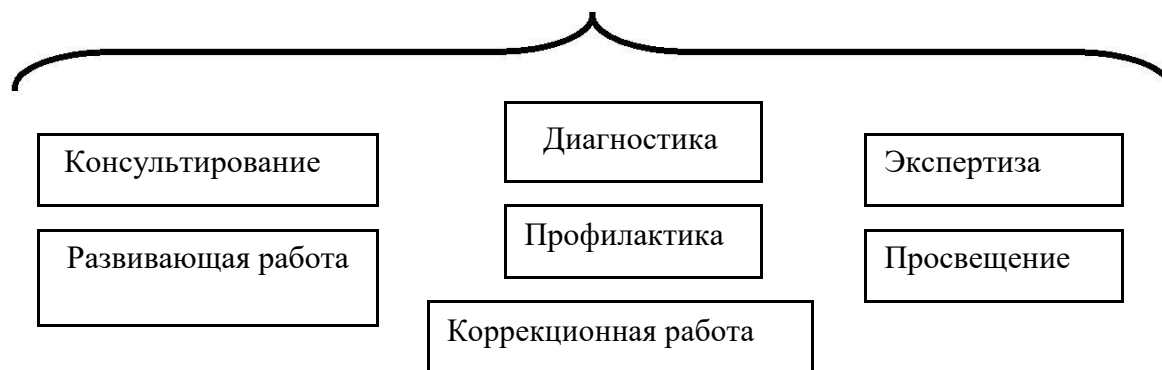 Диагностика
Консультирование
Экспертиза
Профилактика
Развивающая работа
Просвещение
Коррекционная работа